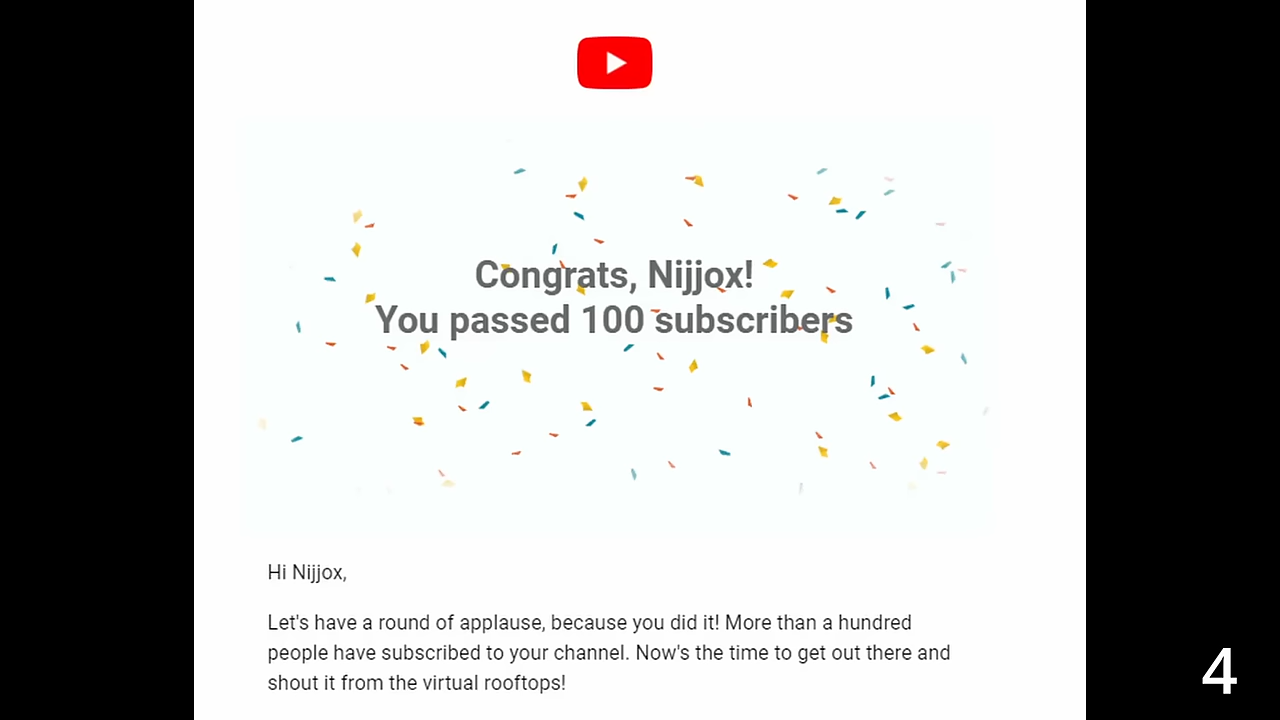 Congrats, Nijjox!
You passed 100 subscribers
Hi Nijjox,
Let's have a round of applause, because you did it! More than a hundred
people have subscribed to your channel. Now's the time to get out there and
shout it from the virtual rooftops!
4